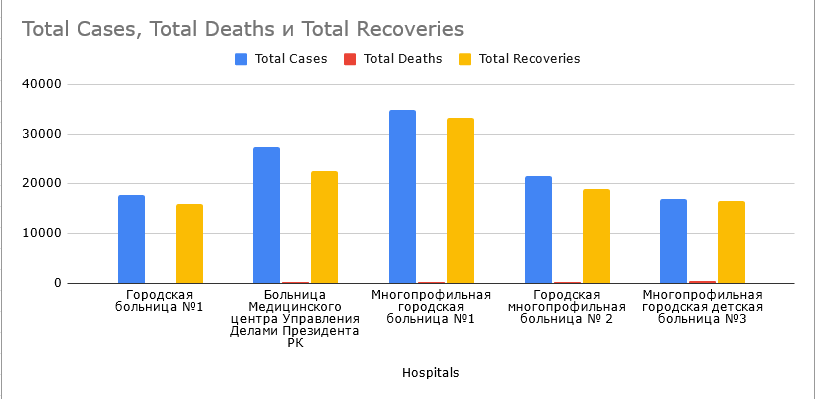 Total Cases, Total Deaths и Total Recoveries
Total Cases Total Deaths Total Recoveries
40000
30000
20000
10000
0
Городская
больница №1
Больница
Медицинского
центра Управления
Делами Президента
РК
Многопрофильная
городская
больница №1
Городская
многопрофильная
больница № 2
Многопрофильная
городская детская
больница №3
Hospitals